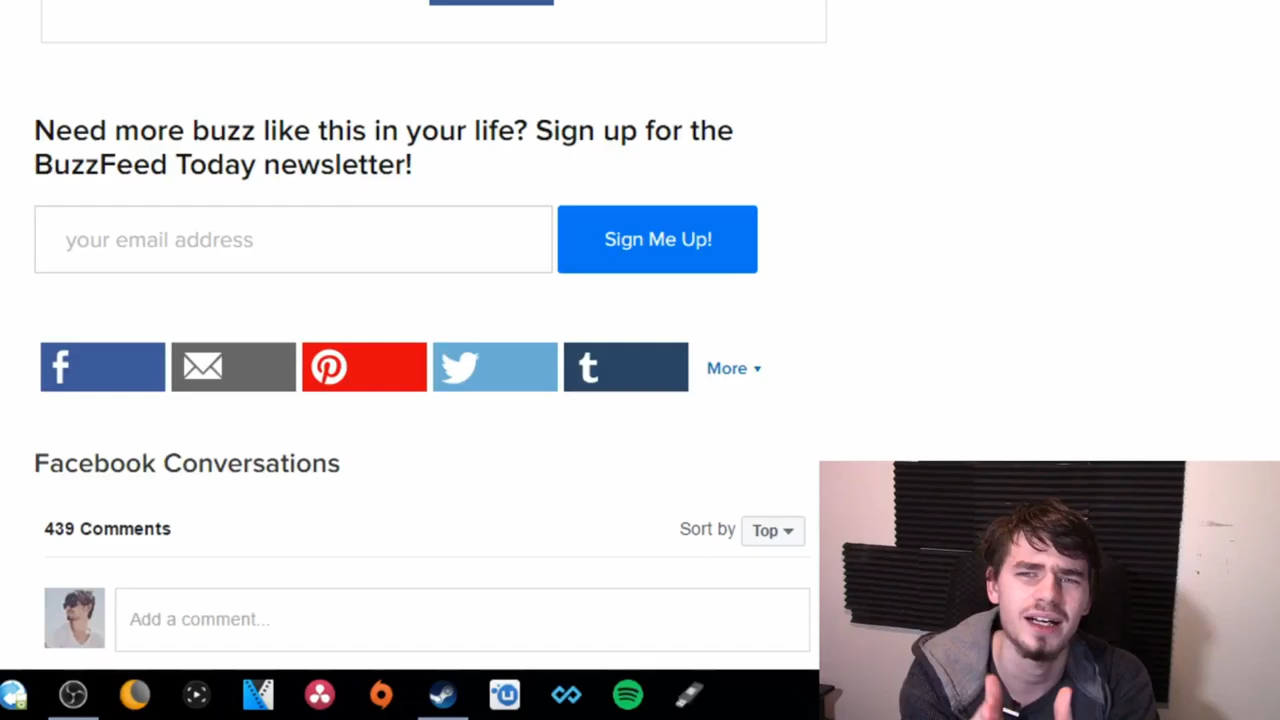 Need more buzz like this in your life? Sign up for the
BuzzFeed Today newsletter!
your email address
Sign Me Up!
More
Facebook Conversations
439 Comments
Sort by Top
Add a comment...